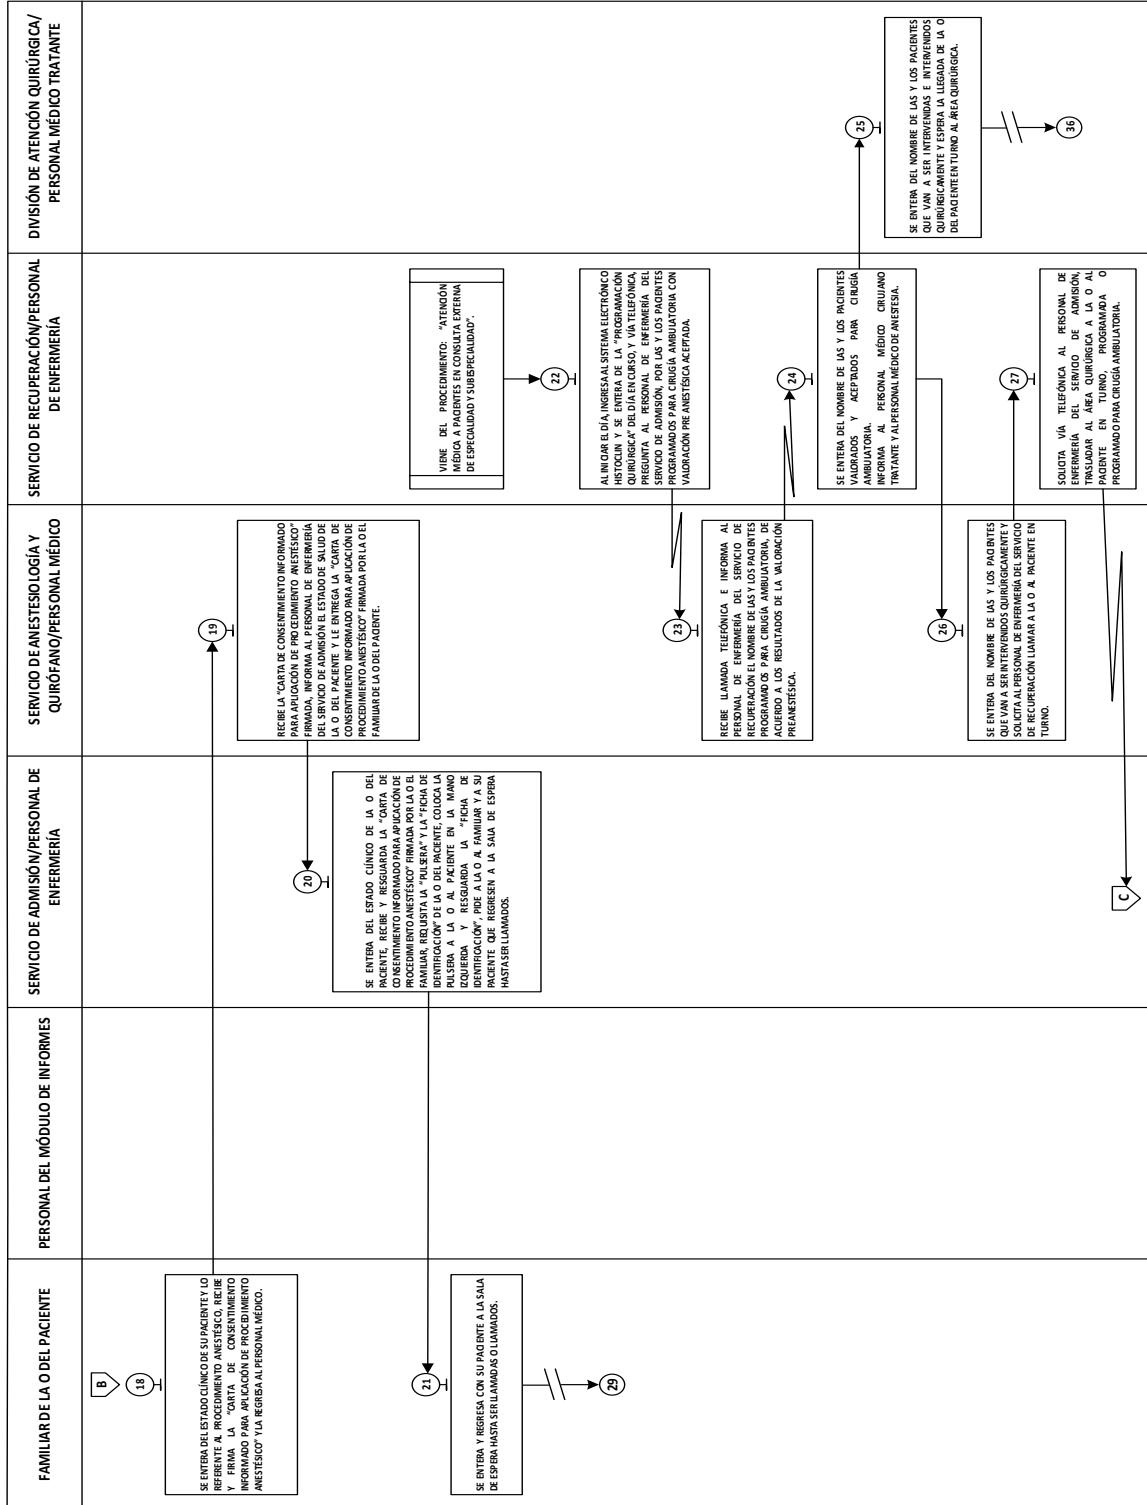 FAMILIAR DE LA O DEL PACIENTE
PERSONAL DEL MÓDULO DE INFORMES
SERVICIO DE ADMISIÓN/PERSONAL DE
ENFERMERÍA
SERVICIO DE ANESTESIOLOGÍA Y
QUIRÓFANO/PERSONAL MÉDICO
SERVICIO DE RECUPERACIÓN/PERSONAL
DE ENFERMERÍA
DIVISIÓN DE ATENCIÓN QUIRÚRGICA/
PERSONAL MÉDICO TRATANTE
B
18
SE ENTERA DEL ESTADO CLÍNICO DE SU PACIENTE Y LO
REFERENTE AL PROCEDIMIENTO ANESTÉSICO, RECIBE
Y FIRMA LA "CARTA DE CONSENTIMIENTO
INFORMADO PARA APLICACIÓN DE PROCEDIMIENTO
ANESTÉSICO" Y LA REGRESA AL PERSONAL MÉDICO.
19
RECIBE LA "CARTA DE CONSENTIMIENTO INFORMADO
PARA APLICACIÓN DE PROCEDIMIENTO ANESTÉSICO"
FIRMADA, INFORMA AL PERSONAL DE ENFERMERÍA
DEL SERVICIO DE ADMISIÓN EL ESTADO DE SALUD DE
LA O DEL PACIENTE Y LE ENTREGA LA "CARTA DE
CONSENTIMIENTO INFORMADO PARA APLICACIÓN DE
PROCEDIMIENTO ANESTÉSICO" FIRMADA POR LA O EL
FAMILIAR DE LA O DEL PACIENTE.
20
SE ENTERA DEL ESTADO CLÍNICO DE LA O DEL
PACIENTE, RECIBE Y RESGUARDA LA "CARTA DE
CONSENTIMIENTO INFORMADO PARA APLICACIÓN DE
PROCEDIMIENTO ANESTÉSICO" FIRMADA POR LA O EL
FAMILIAR, REQUISITA LA "PULSERA" Y LA "FICHA DE
IDENTIFICACIÓN" DE LA O DEL PACIENTE, COLOCA LA
PULSERA A LA O AL PACIENTE EN LA MANO
IZQUIERDA Y RESGUARDA LA "FICHA DE
IDENTIFICACIÓN", PIDE A LA O AL FAMILIAR Y A SU
PACIENTE QUE REGRESEN A LA SALA DE ESPERA
HASTA SER LLAMADOS.
21
SE ENTERA Y REGRESA CON SU PACIENTE A LA SALA
DE ESPERA HASTA SER LLAMADAS O LLAMADOS.
29
VIENE DEL PROCEDIMIENTO: "ATENCIÓN
MÉDICA A PACIENTES EN CONSULTA EXTERNA
DE ESPECIALIDAD Y SUBESPECIALIDAD".
22
AL INICIAR EL DÍA, INGRESA AL SISTEMA ELECTRÓNICO
HISTOCLIN Y SE ENTERA DE LA "PROGRAMACIÓN
QUIRÚRGICA" DEL DÍA EN CURSO, Y VÍA TELEFÓNICA,
PREGUNTA AL PERSONAL DE ENFERMERÍA DEL
SERVICIO DE ADMISIÓN, POR LAS Y LOS PACIENTES
PROGRAMADOS PARA CIRUGÍA AMBULATORIA CON
VALORACIÓN PRE ANESTÉSICA ACEPTADA.
23
RECIBE LLAMADA TELEFÓNICA E INFORMA AL
PERSONAL DE ENFERMERÍA DEL SERVICIO DE
RECUPERACIÓN EL NOMBRE DE LAS Y LOS PACIENTES
PROGRAMADOS PARA CIRUGÍA AMBULATORIA, DE
ACUERDO A LOS RESULTADOS DE LA VALORACIÓN
PREANESTÉSICA.
24
SE ENTERA DEL NOMBRE DE LAS Y LOS PACIENTES
VALORADOS Y ACEPTADOS PARA CIRUGÍA
AMBULATORIA.
INFORMA AL PERSONAL MÉDICO CIRUJANO
TRATANTE Y AL PERSONAL MÉDICO DE ANESTESIA.
25
SE ENTERA DEL NOMBRE DE LAS Y LOS PACIENTES
QUE VAN A SER INTERVENIDAS E INTERVENIDOS
QUIRÚRGICAMENTE Y ESPERA LA LLEGADA DE LA O
DEL PACIENTE EN TURNO AL ÁREA QUIRÚRGICA.
36
26
SE ENTERA DEL NOMBRE DE LAS Y LOS PACIENTES
QUE VAN A SER INTERVENIDOS QUIRÚRGICAMENTE Y
SOLICITA AL PERSONAL DE ENFERMERÍA DEL SERVICIO
DE RECUPERACIÓN LLAMAR A LA O AL PACIENTE EN
TURNO.
27
SOLICITA VÍA TELEFÓNICA AL PERSONAL DE
ENFERMERÍA DEL SERVICIO DE ADMISIÓN,
TRASLADAR AL ÁREA QUIRÚRGICA A LA O AL
PACIENTE EN TURNO, PROGRAMADA O
PROGRAMADO PARA CIRUGÍA AMBULATORIA.
C